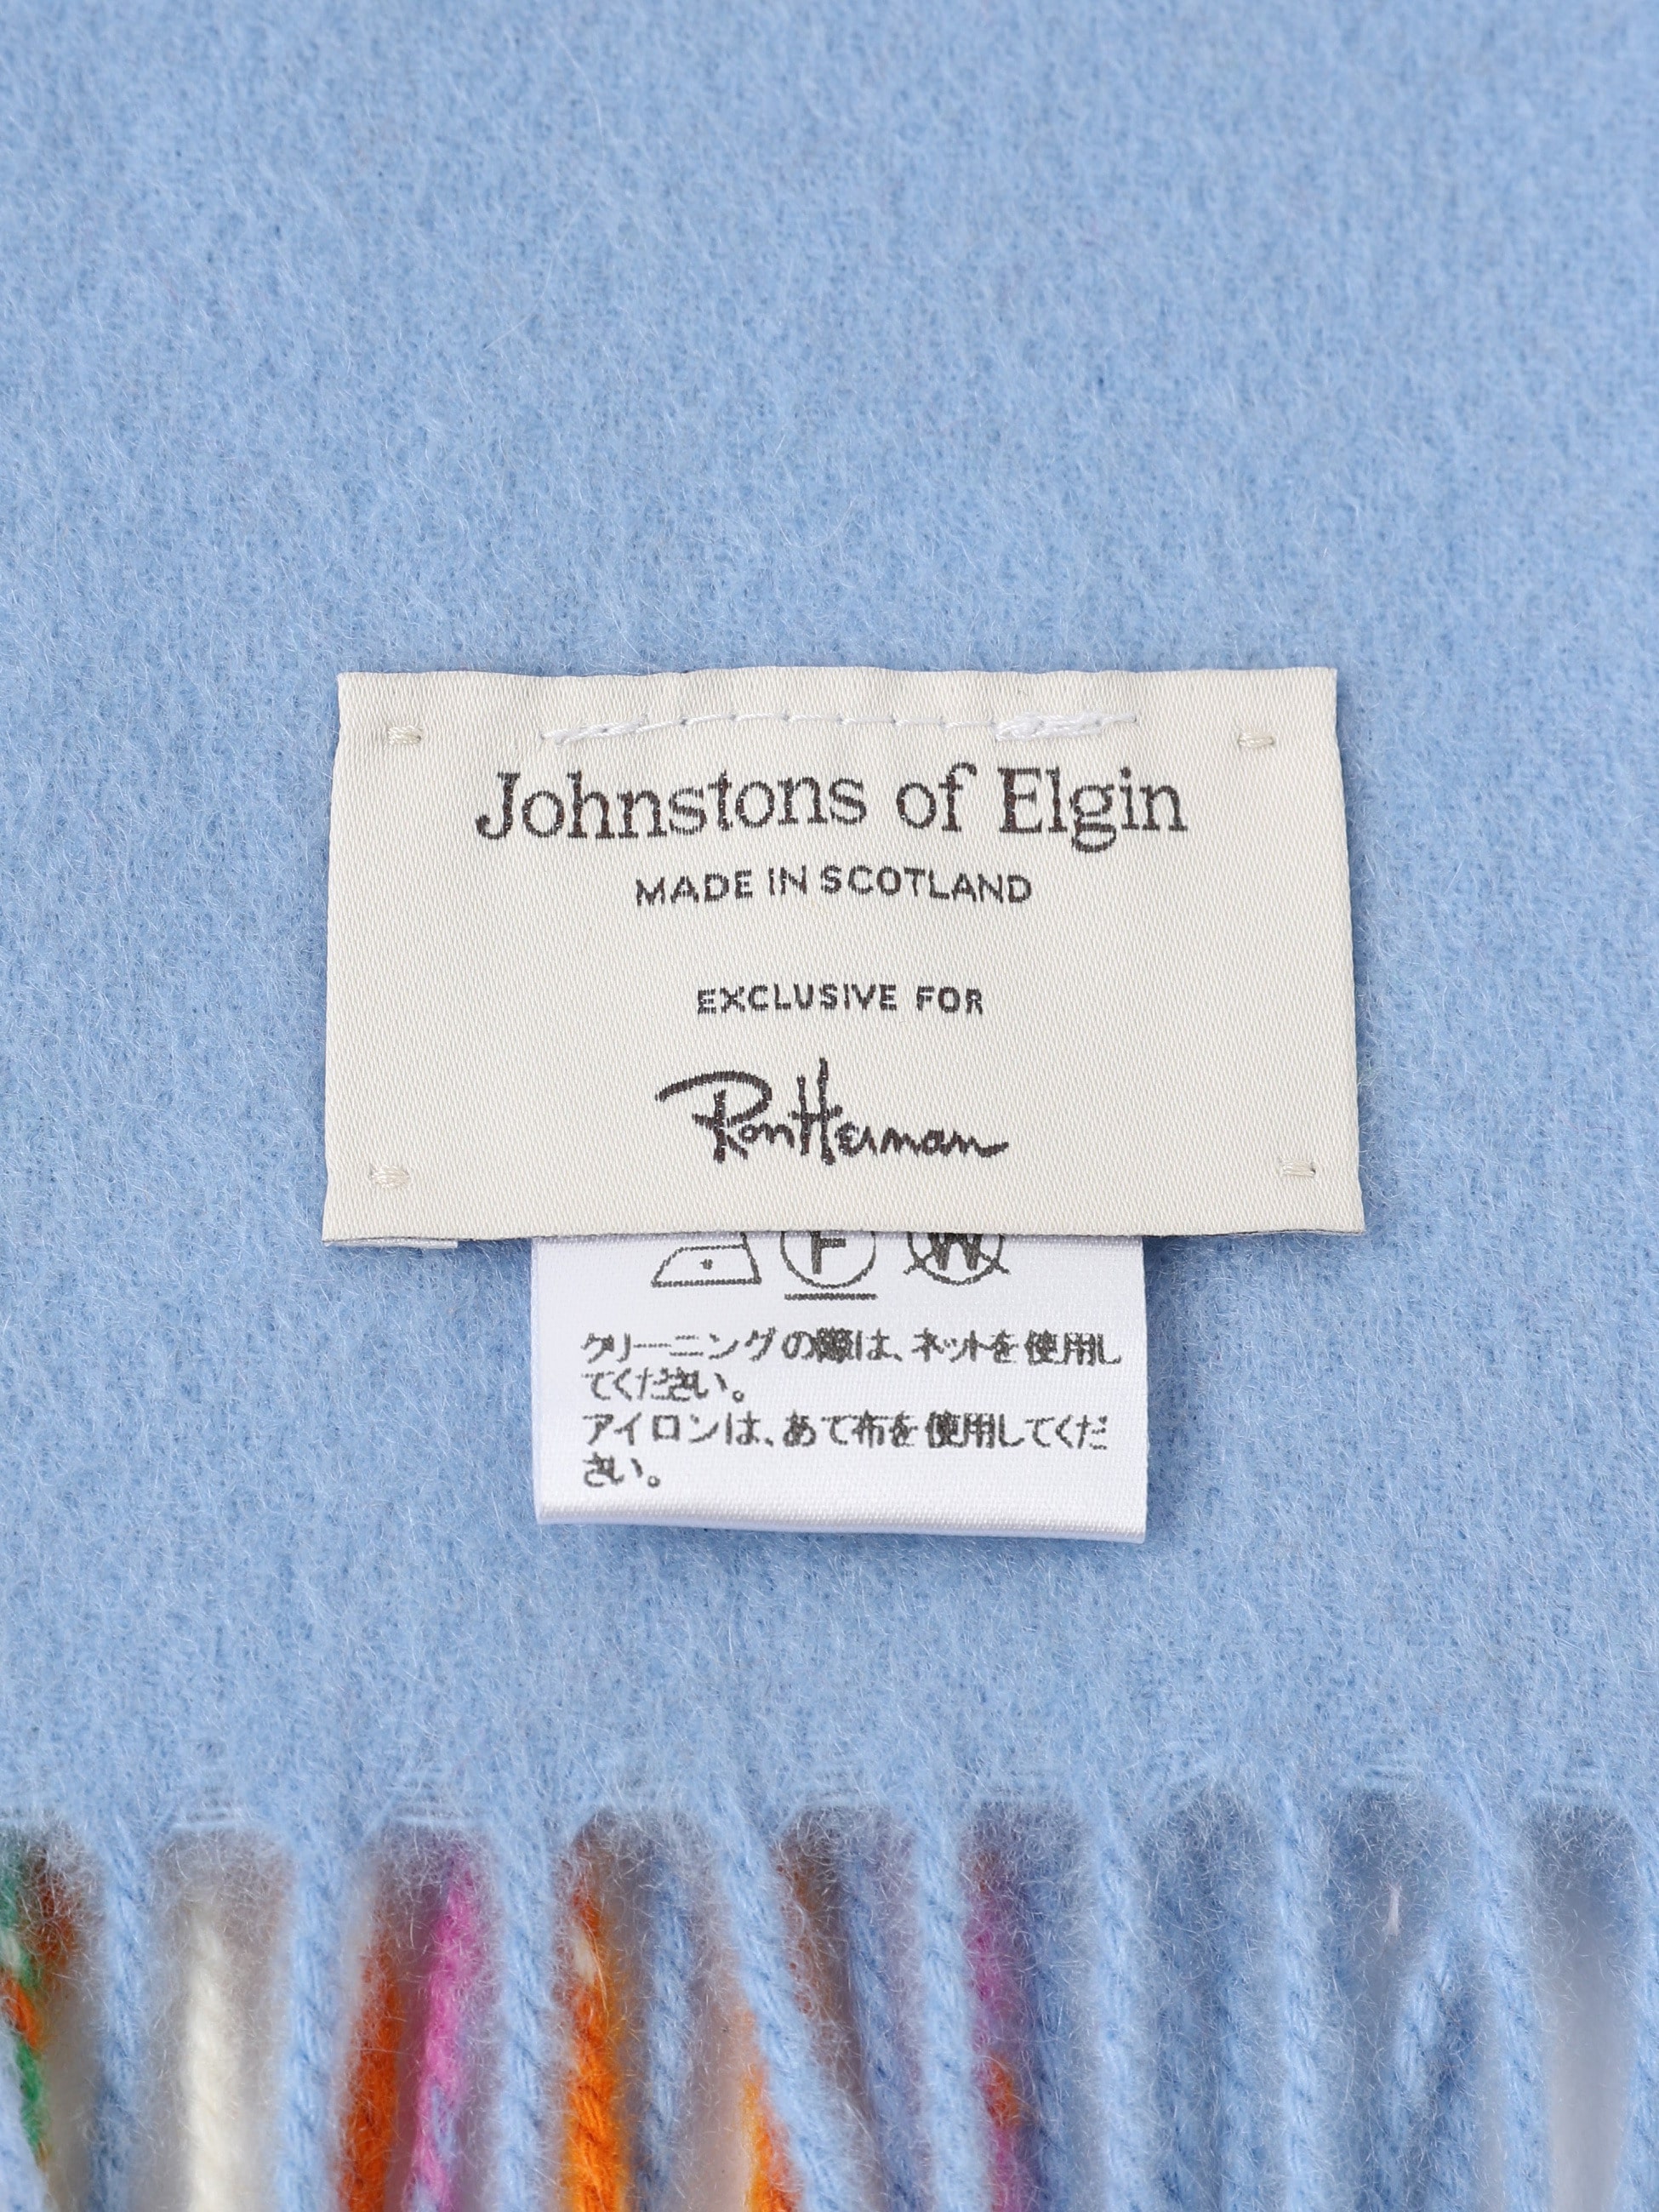 Johnstons of Elgin
MADE IN SCOTLAND
EXCLUSIVE FOR
Ron Herman
F W
クリーニングの際は、ネットを使用し
てください。
アイロンは、あて布を使用してくだ
さい。